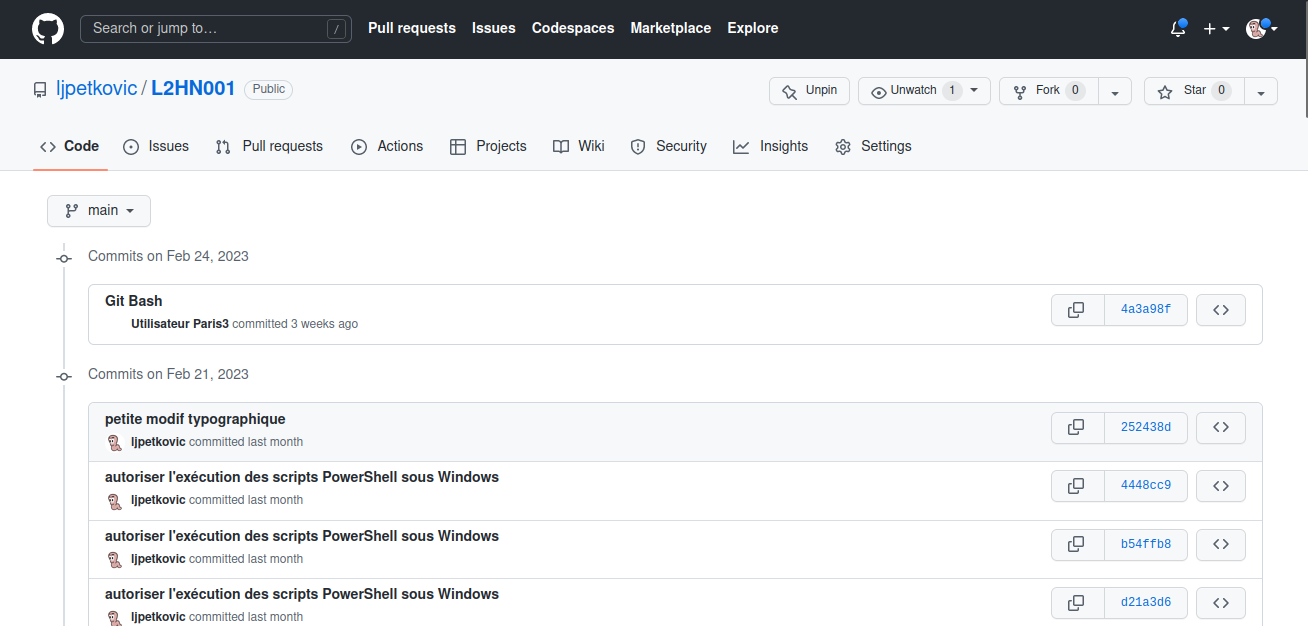 Search or jump to… / Pull requests Issues Codespaces Marketplace Explore
ljpetkovic / L2HN001 Public Unpin Unwatch 1 Fork 0 Star 0
Code Issues Pull requests Actions Projects Wiki Security Insights Settings
main
Commits on Feb 24, 2023
Git Bash
4a3a98f
Utilisateur Paris3 committed 3 weeks ago
Commits on Feb 21, 2023
petite modif typographique
252438d
ljpetkovic committed last month
autoriser l'exécution des scripts PowerShell sous Windows
4448cc9
ljpetkovic committed last month
autoriser l'exécution des scripts PowerShell sous Windows
b54ffb8
ljpetkovic committed last month
autoriser l'exécution des scripts PowerShell sous Windows
d21a3d6
ljpetkovic committed last month